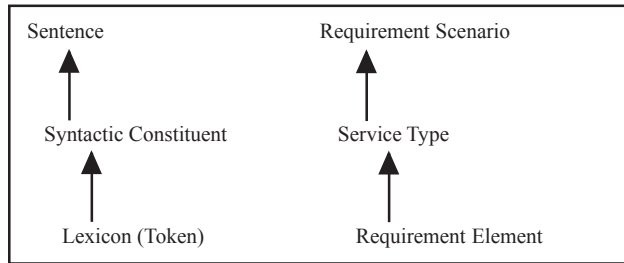 Sentence Requirement Scenario
Syntactic Constituent Service Type
Lexicon (Token) Requirement Element